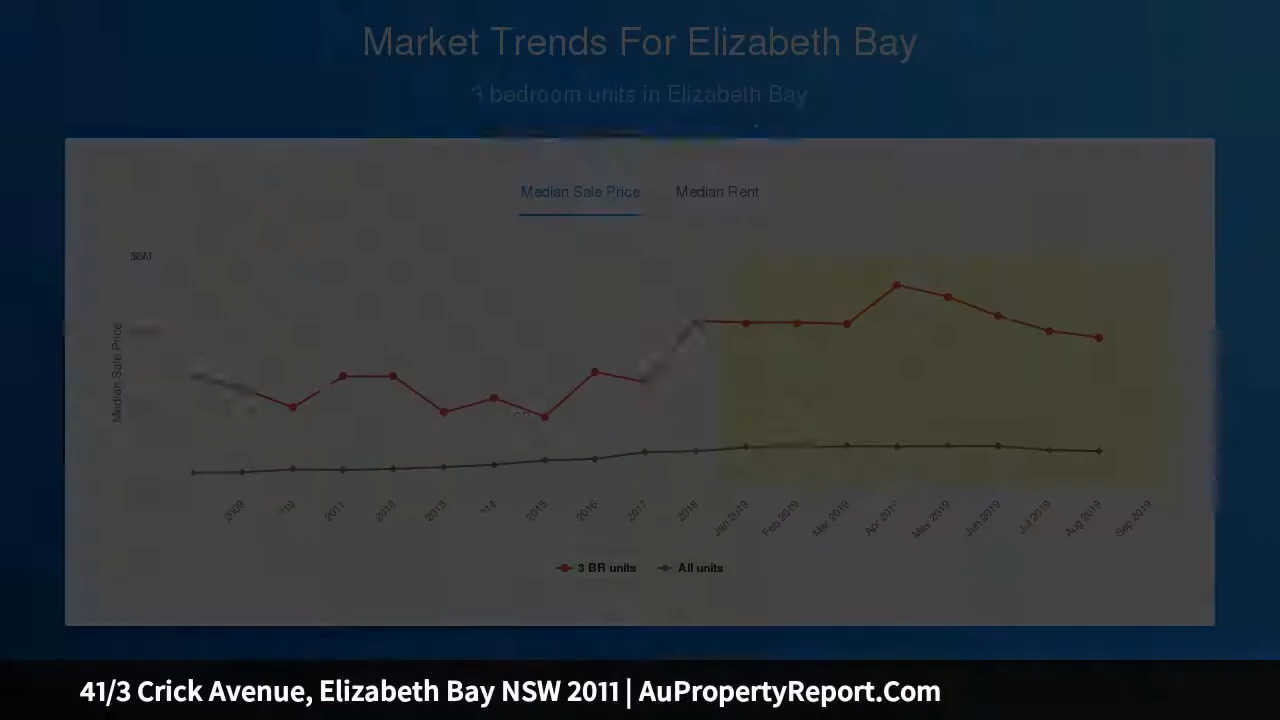 Market Trends For Elizabeth Bay
3 bedroom units in Elizabeth Bay
Median Sale Price Median Rent
$6M
Median Sale Price
2009 2011 2012 2013 2015 2016 2017 2018 Jan 2019 Feb 2019 Mar 2019 Apr 2019 May 2019 Jun 2019 Jul 2019 Aug 2019 Sep 2019
3 BR units All units
41/3 Crick Avenue, Elizabeth Bay NSW 2011 | AuPropertyReport.Com